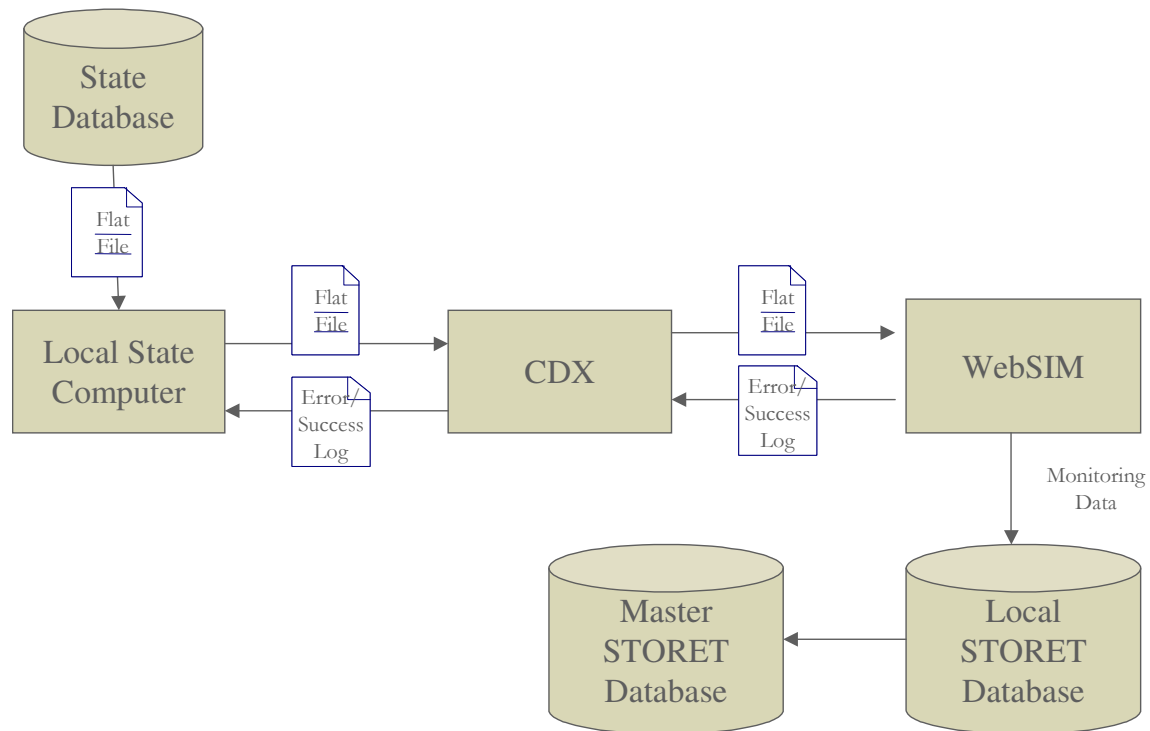 State
Database
Flat
File
Flat
File
Flat
File
Local State
Computer
CDX
WebSIM
Error/
Success
Log
Error/
Success
Log
Monitoring
Data
Master
STORET
Database
Local
STORET
Database